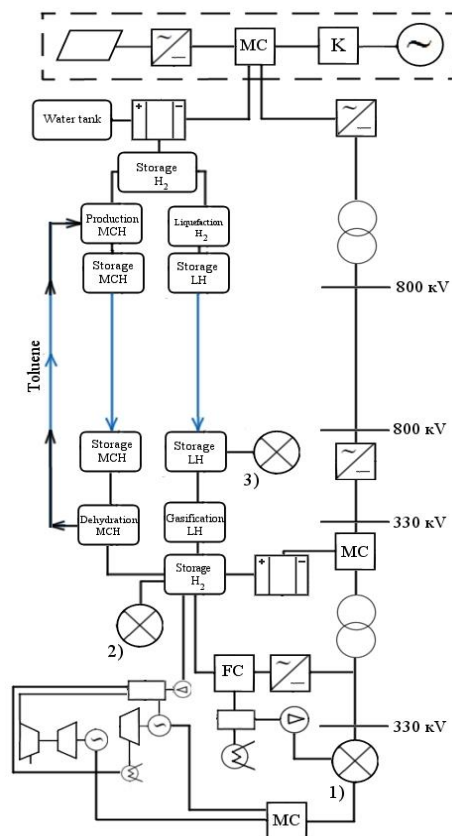 MC
K
Water tank
+
−
Storage
H2
Production
MCH
Liquefaction
H2
Storage
MCH
Storage
LH
800 кV
Toluene
800 кV
Storage
MCH
Storage
LH
3)
330 кV
Dehydration
MCH
Gasification
LH
MC
Storage
H2
2)
FC
330 кV
1)
MC